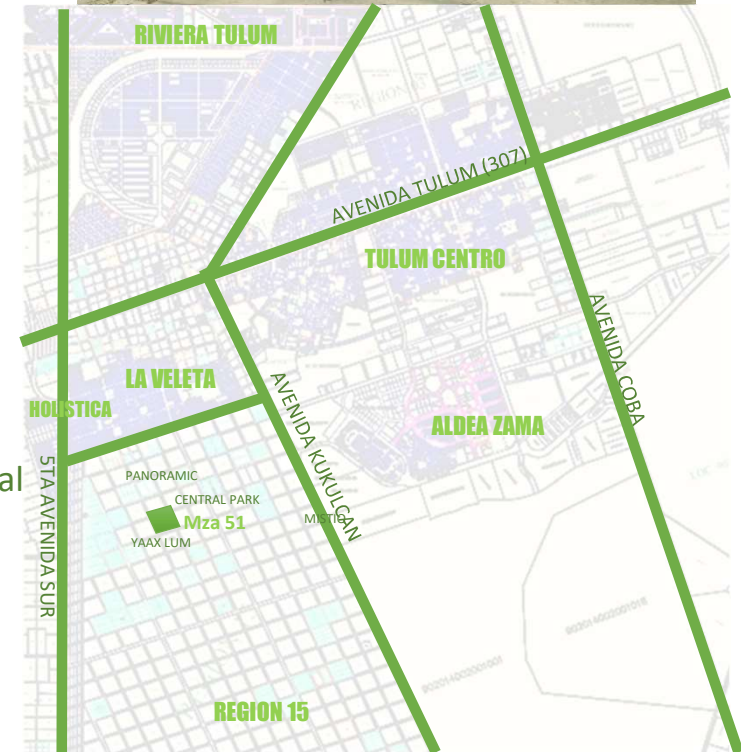 RIVIERA TULUM
AVENIDA TULUM (307)
TULUM CENTRO
AVENIDA COBA
LA VELETA
HOLISTICA
AVENIDA KUKULCAN
ALDEA ZAMA
al
5TA AVENIDA SUR
PANORAMIC
CENTRAL PARK
Mza 51
MISTIQ
YAAX LUM
REGION 15